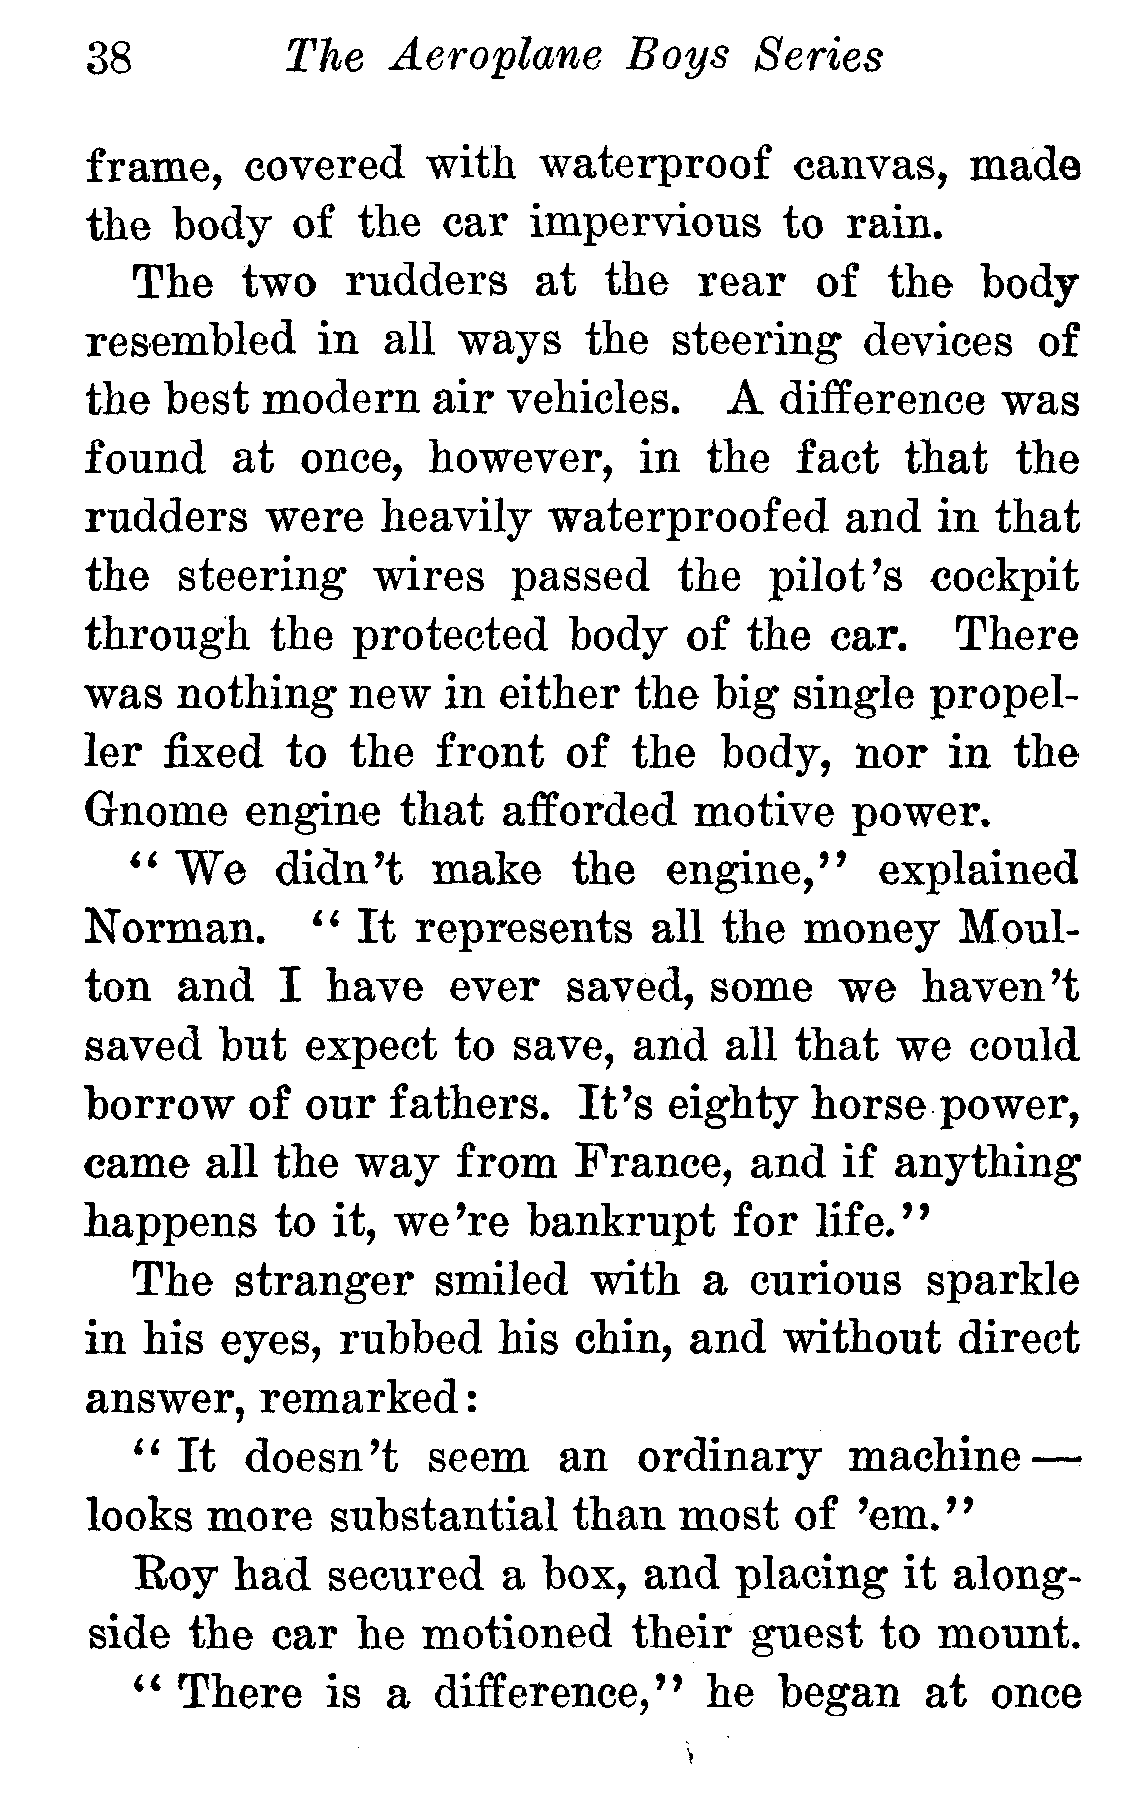 38 The Aeroplane Boys Series
frame, covered with waterproof canvas, made
the body of the car impervious to rain.
The two rudders at the rear of the body
resembled in all ways the steering devices of
the best modern air vehicles. A difference was
found at once, however, in the fact that the
rudders were heavily waterproofed and in that
the steering wires passed the pilot's cockpit
through the protected body of the car. There
was nothing new in either the big single propel-
ler fixed to the front of the body, nor in the
Gnome engine that afforded motive power.
"We didn't make the engine," explained
Norman. "It represents all the money Moul-
ton and I have ever saved, some we haven't
saved but expect to save, and all that we could
borrow of our fathers. It's eighty horse power,
came all the way from France, and if anything
happens to it, we're bankrupt for life."
The stranger smiled with a curious sparkle
in his eyes, rubbed his chin, and without direct
answer, remarked:
"It doesn't seem an ordinary machine—
looks more substantial than most of 'em."
Roy had secured a box, and placing it along-
side the car he motioned their guest to mount.
"There is a difference," he began at once